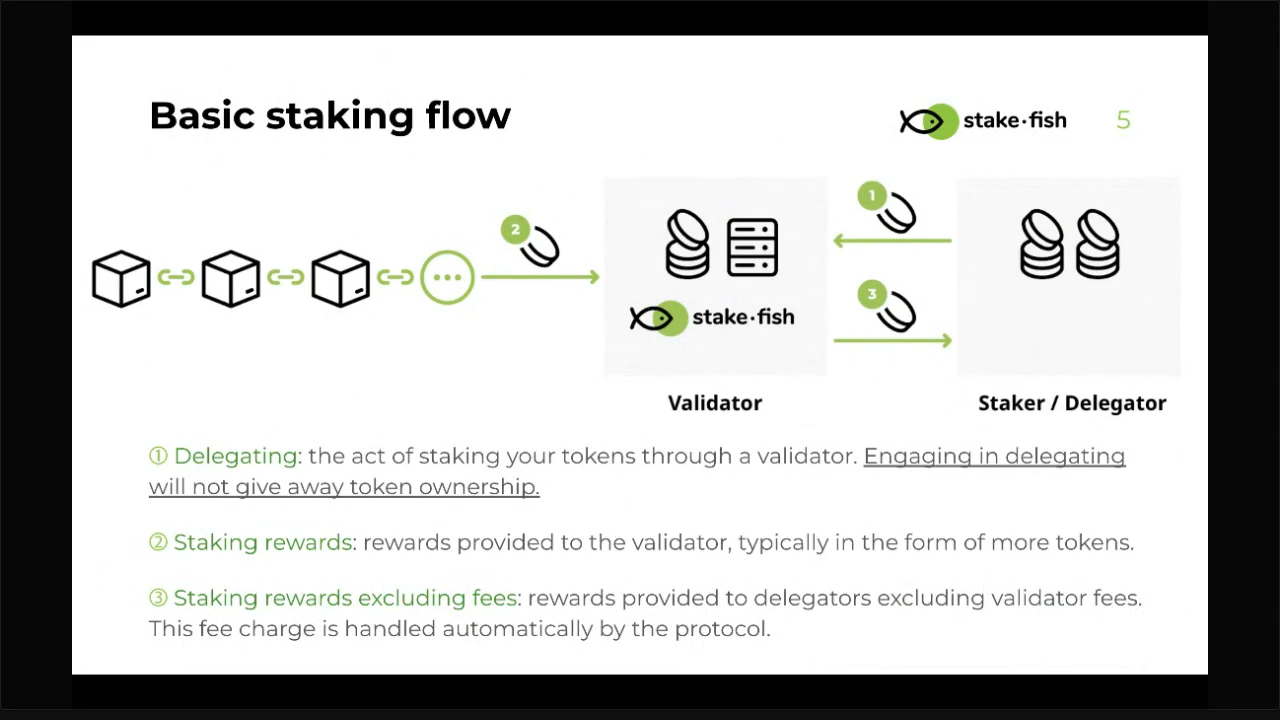 Basic staking flow
stake·fish 5
2
1
3
stake·fish
Validator
Staker / Delegator
① Delegating: the act of staking your tokens through a validator. Engaging in delegating
will not give away token ownership.
② Staking rewards: rewards provided to the validator, typically in the form of more tokens.
③ Staking rewards excluding fees: rewards provided to delegators excluding validator fees.
This fee charge is handled automatically by the protocol.